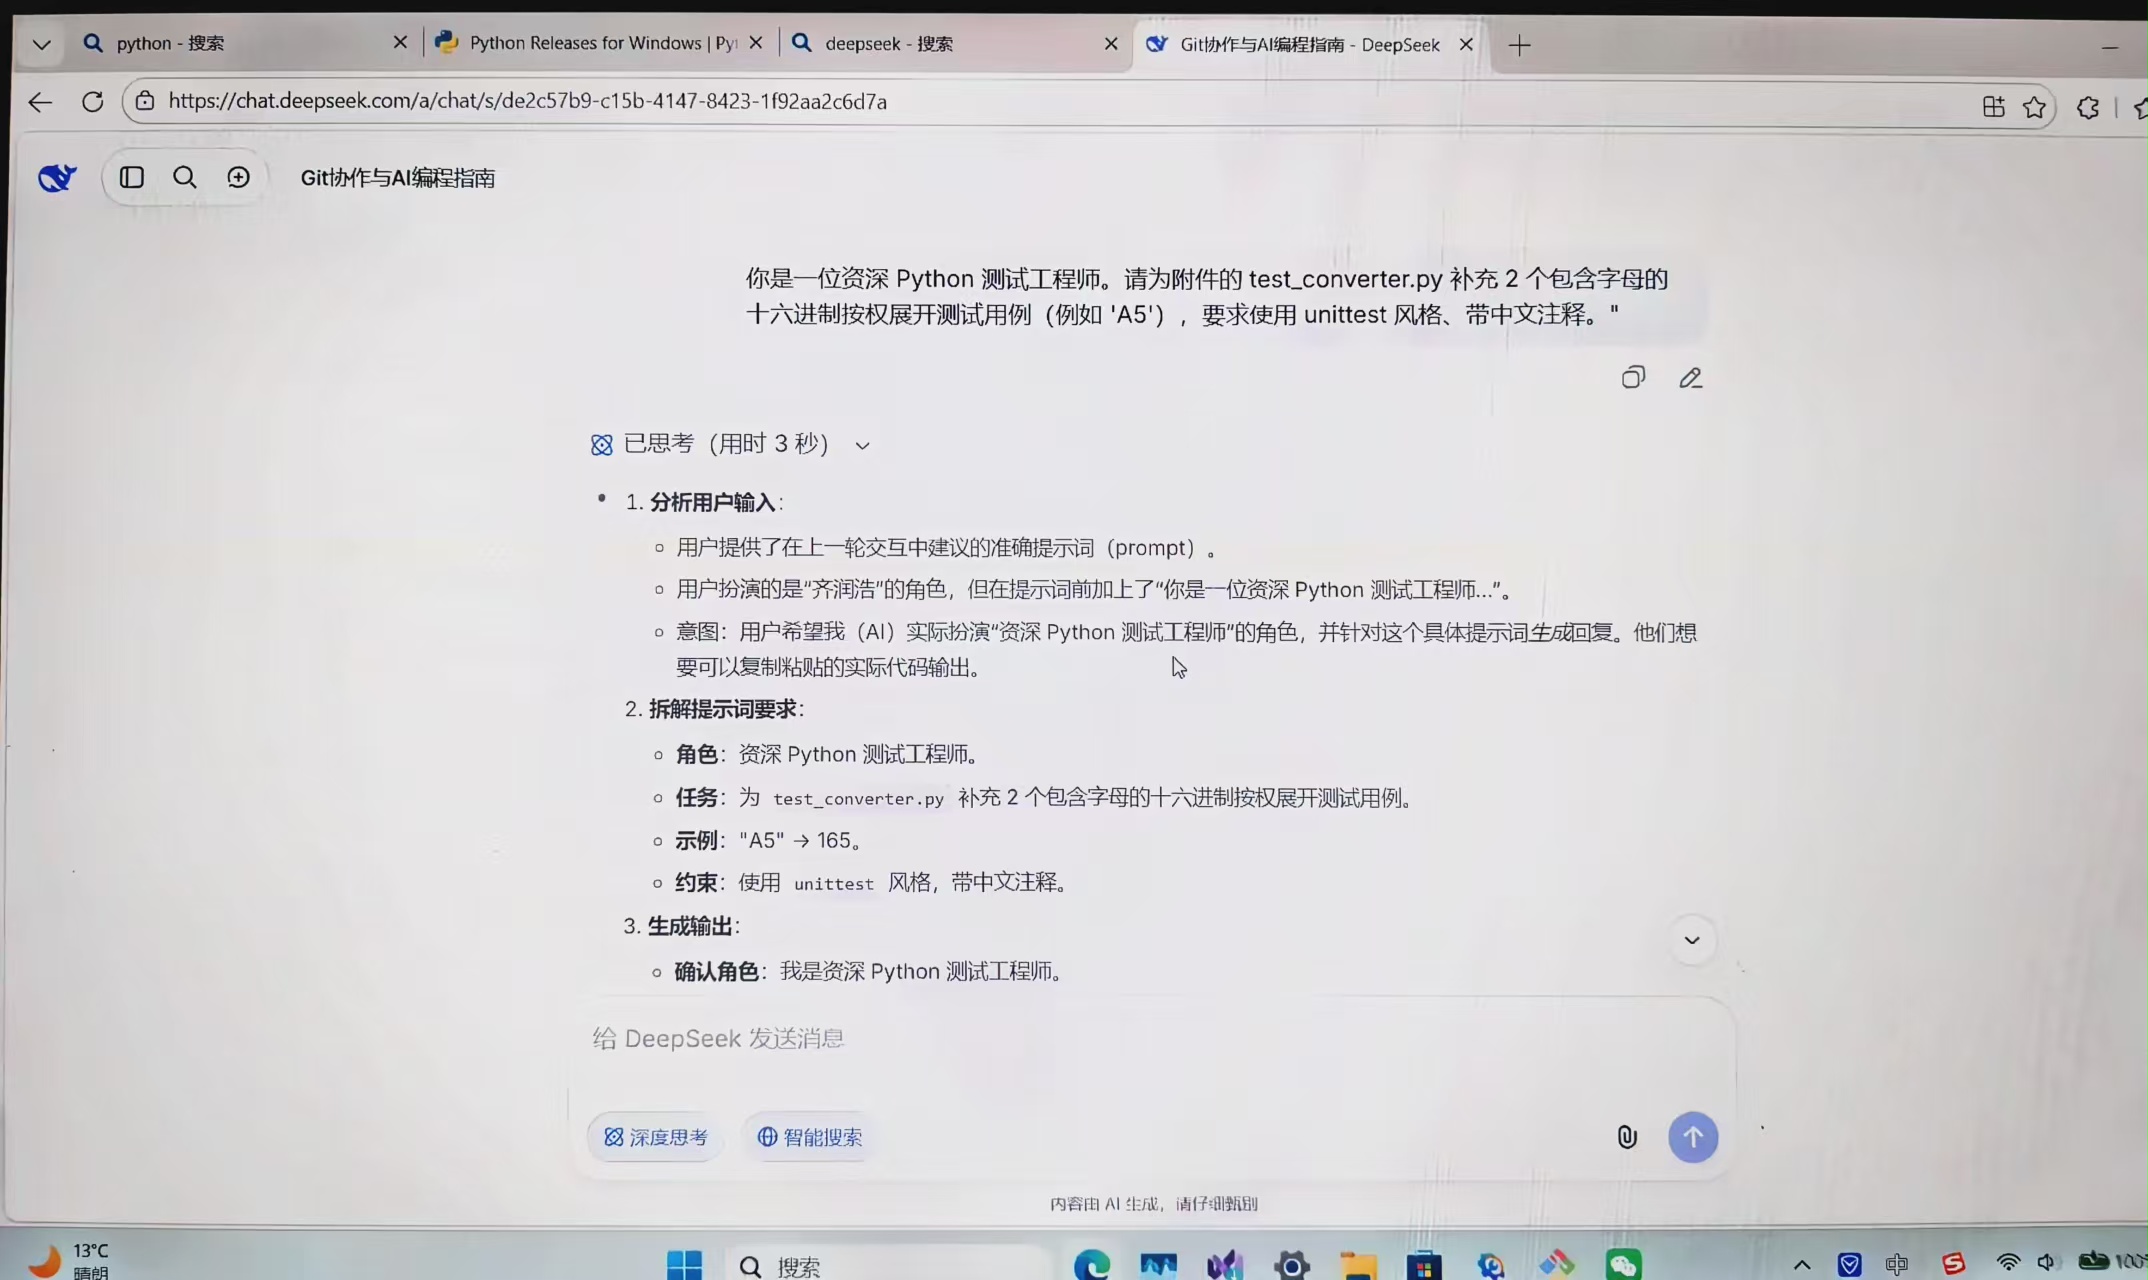 python - 搜索
Python Releases for Windows | Pyt
deepseek - 搜索
Git协作与AI编程指南 - DeepSeek
https://chat.deepseek.com/a/chat/s/de2c57b9-c15b-4147-8423-1f92aa2c6d7a
Git协作与AI编程指南
你是一位资深 Python 测试工程师。请为附件的 test_converter.py 补充 2 个包含字母的
十六进制按权展开测试用例（例如 'A5'），要求使用 unittest 风格、带中文注释。"
已思考（用时 3 秒）
1. 分析用户输入：
用户提供了在上一轮交互中建议的准确提示词（prompt）。
用户扮演的是“齐润浩”的角色，但在提示词前加上了“你是一位资深 Python 测试工程师...”。
意图：用户希望我（AI）实际扮演“资深 Python 测试工程师”的角色，并针对这个具体提示词生成回复。他们想
要可以复制粘贴的实际代码输出。
2. 拆解提示词要求：
角色：资深 Python 测试工程师。
任务：为 test_converter.py 补充 2 个包含字母的十六进制按权展开测试用例。
示例："A5" → 165。
约束：使用 unittest 风格，带中文注释。
3. 生成输出：
确认角色：我是资深 Python 测试工程师。
给 DeepSeek 发送消息
深度思考
智能搜索
内容由 AI 生成，请仔细甄别
13°C
晴朗
搜索
中